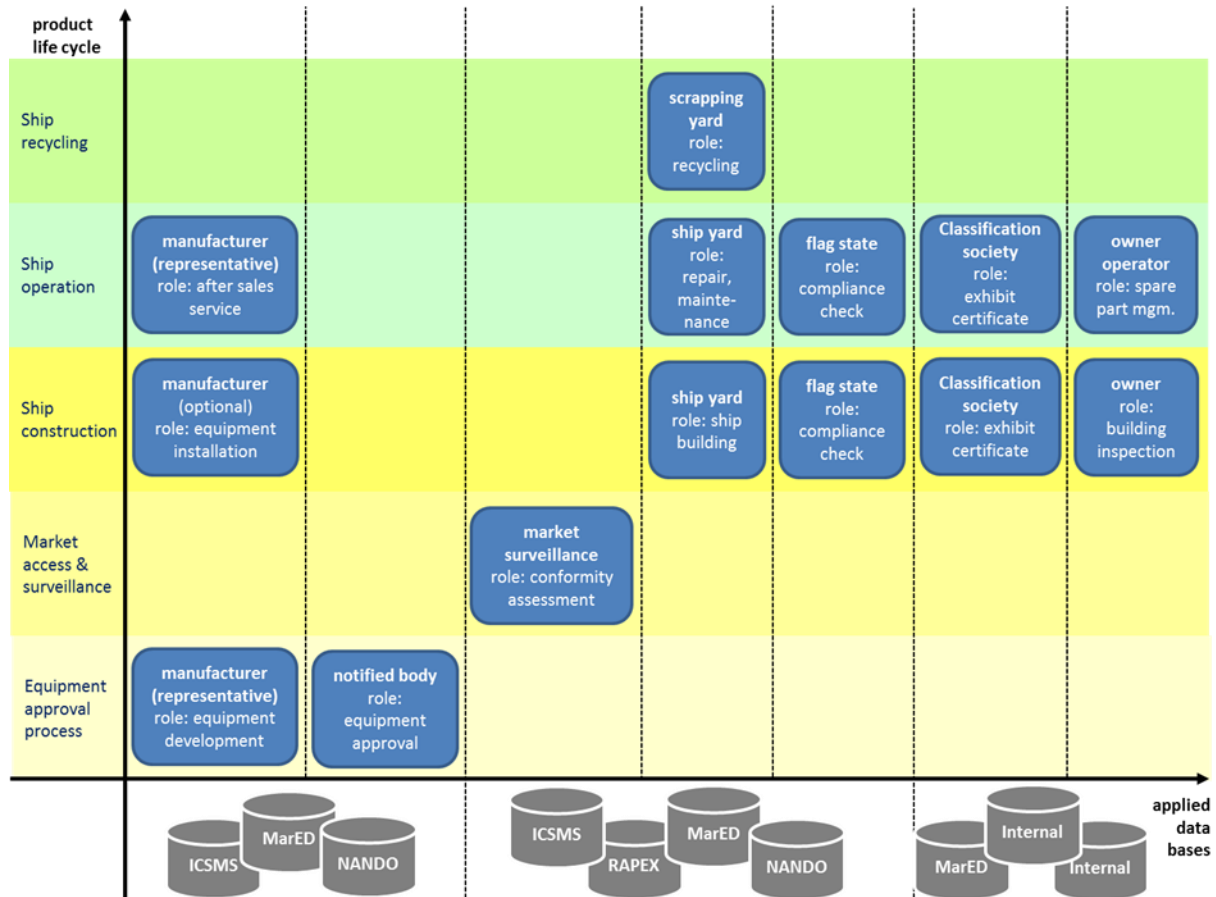 product
life cycle
Ship
recycling
scrapping
yard
role:
recycling
Ship
operation
manufacturer
(representative)
role: after sales
service
ship yard
role:
repair,
mainte-
nance
flag state
role:
compliance
check
Classification
society
role:
exhibit
certificate
owner
operator
role: spare
part mgm.
Ship
construction
manufacturer
(optional)
role: equipment
installation
ship yard
role: ship
building
flag state
role:
compliance
check
Classification
society
role: exhibit
certificate
owner
role:
building
inspection
Market
access &
surveillance
market
surveillance
role: conformity
assessment
Equipment
approval
process
manufacturer
(representative)
role: equipment
development
notified body
role:
equipment
approval
ICSMS
MarED
NANDO
ICSMS
RAPEX
MarED
NANDO
MarED
Internal
Internal
applied
data
bases